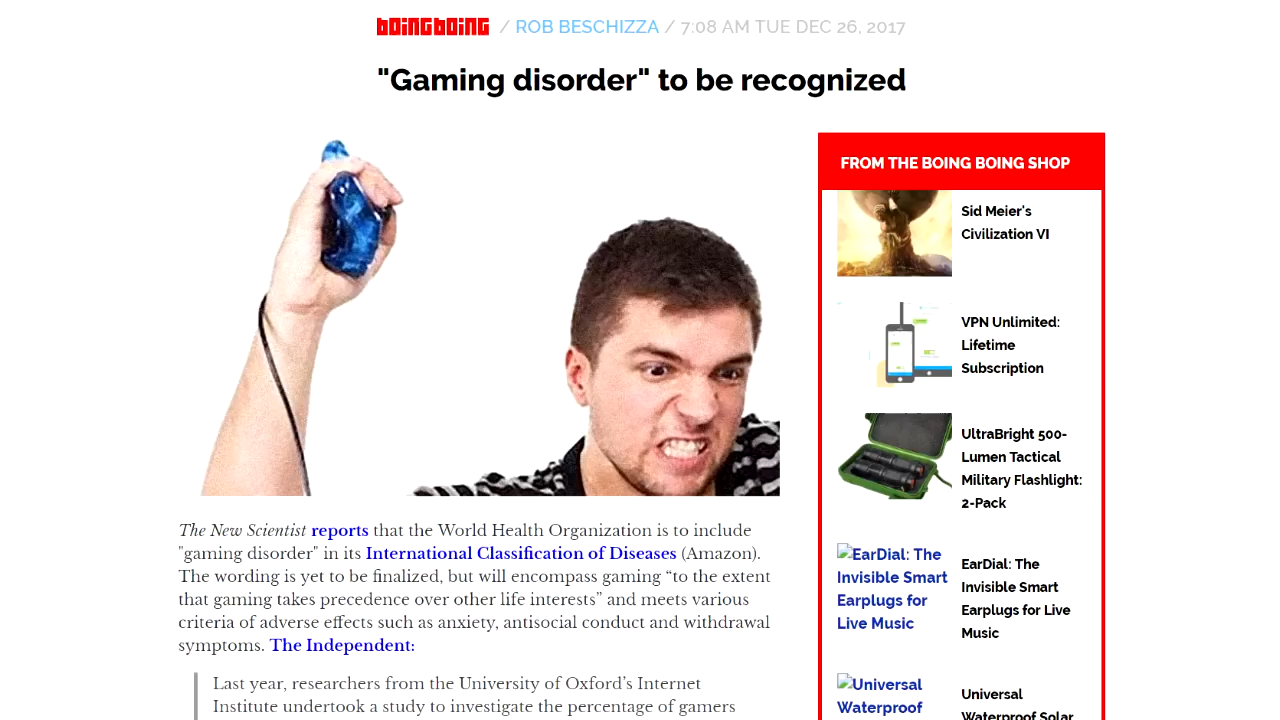 boingboing / ROB BESCHIZZA / 7:08 AM TUE DEC 26, 2017
"Gaming disorder" to be recognized
The New Scientist reports that the World Health Organization is to include
"gaming disorder" in its International Classification of Diseases (Amazon).
The wording is yet to be finalized, but will encompass gaming “to the extent
that gaming takes precedence over other life interests” and meets various
criteria of adverse effects such as anxiety, antisocial conduct and withdrawal
symptoms. The Independent:
Last year, researchers from the University of Oxford’s Internet
Institute undertook a study to investigate the percentage of gamers
FROM THE BOING BOING SHOP
Sid Meier's
Civilization VI
VPN Unlimited:
Lifetime
Subscription
UltraBright 500-
Lumen Tactical
Military Flashlight:
2-Pack
EarDial: The
Invisible Smart
Earplugs for
Live Music
EarDial: The
Invisible Smart
Earplugs for Live
Music
Universal
Waterproof
Universal
Waterproof Solar